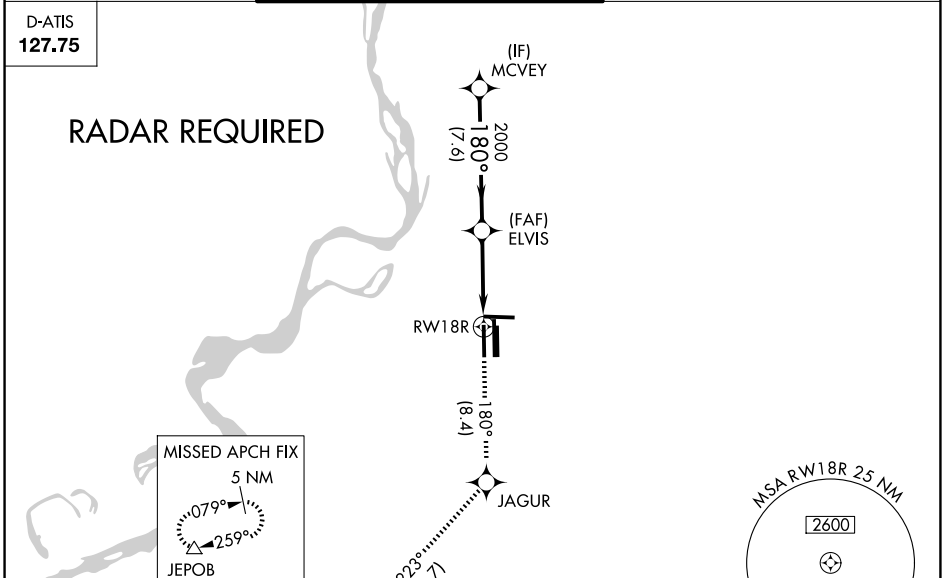 D-ATIS
127.75
RADAR REQUIRED
(IF)
MCVEY
2000
180°
(7.6)
(FAF)
ELVIS
RW18R
180°
(8.4)
JAGUR
MISSED APCH FIX
5 NM
079°
259°
JEPOB
MSA RW18R 25 NM
2600